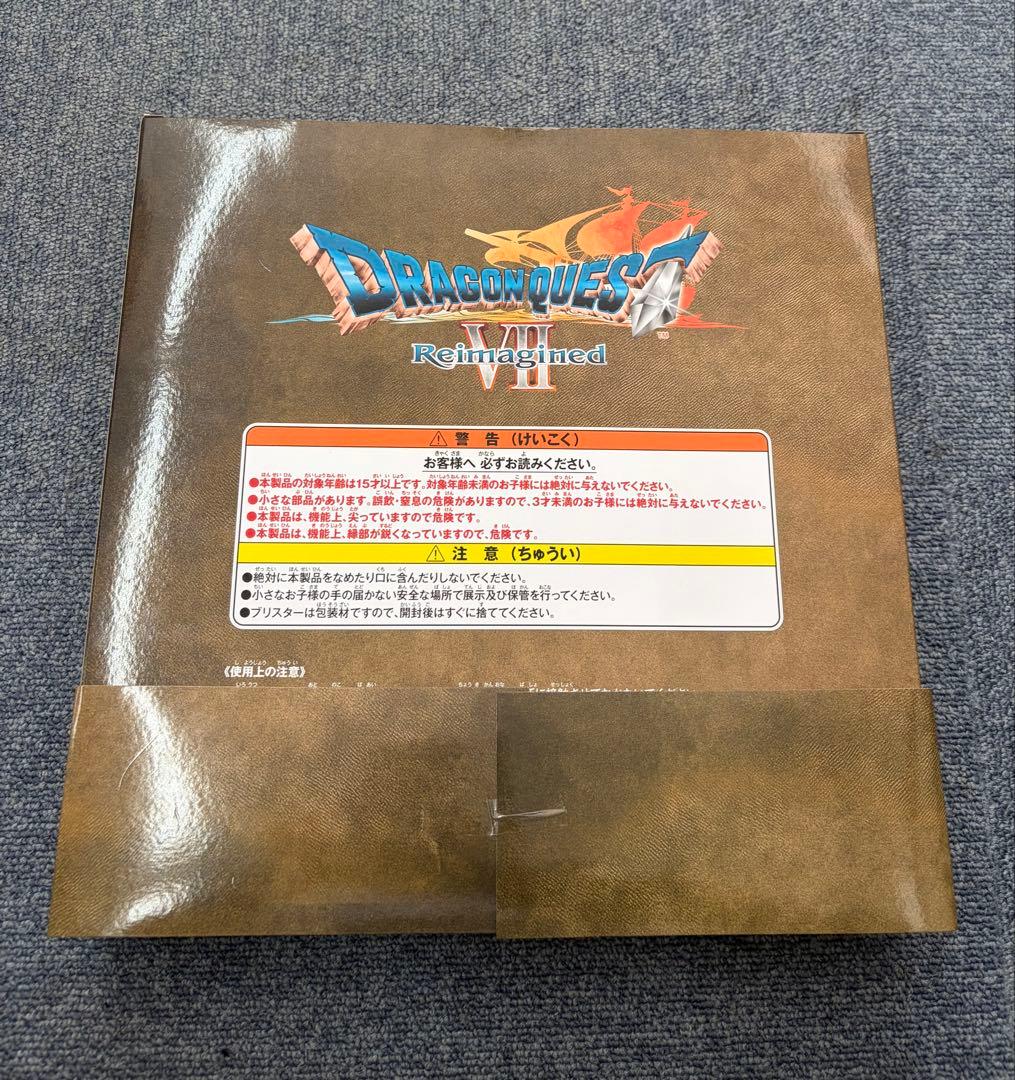 DRAGON QUEST
TM
VII
Reimagined
⚠ 警 告 (けいこく)
お客様へ 必ずお読みください。
●本製品の対象年齢は15才以上です。対象年齢未満のお子様には絶対に与えないでください。
●小さな部品があります。誤飲・窒息の危険がありますので、3才未満のお子様には絶対に与えないでください。
●本製品は、機能上、尖っていますので危険です。
●本製品は、機能上、縁部が鋭くなっていますので、危険です。
⚠ 注 意 (ちゅうい)
●絶対に本製品をなめたり口に含んだりしないでください。
●小さなお子様の手の届かない安全な場所で展示及び保管を行ってください。
●ブリスターは包装材ですので、開封後はすぐに捨ててください。
《使用上の注意》